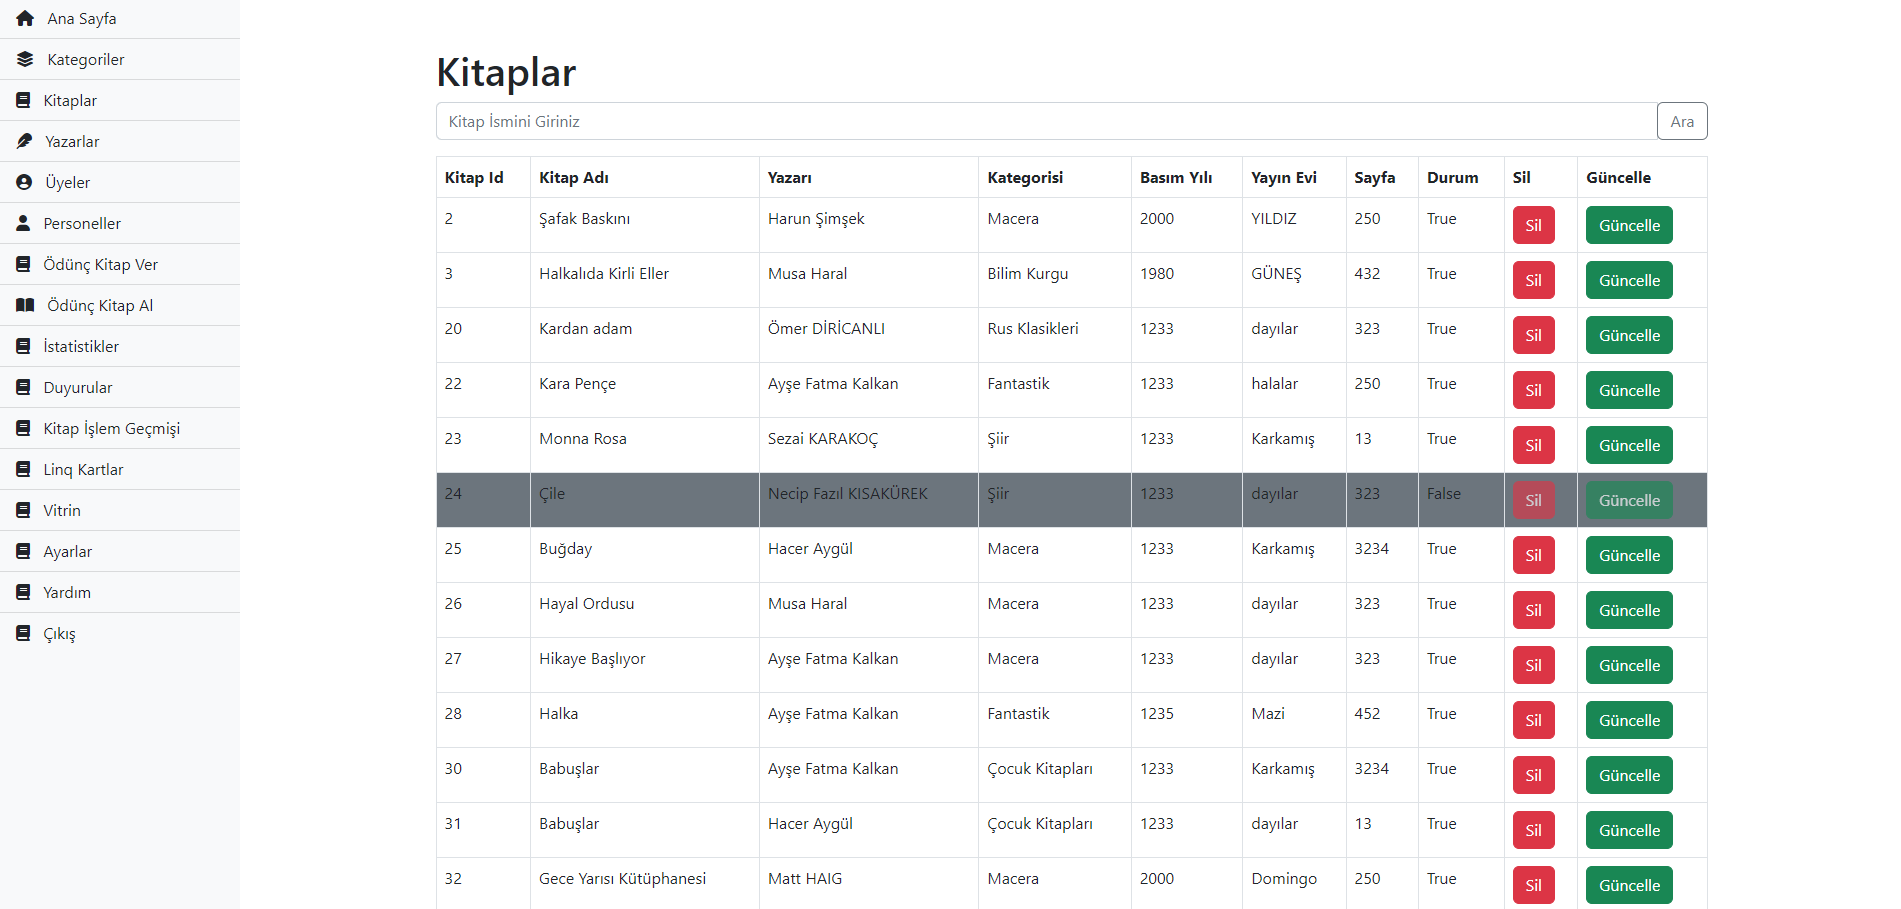 Ana Sayfa
Kategoriler
Kitaplar
Yazarlar
Üyeler
Personeller
Ödünç Kitap Ver
Ödünç Kitap Al
İstatistikler
Duyurular
Kitap İşlem Geçmişi
Linq Kartlar
Vitrin
Ayarlar
Yardım
Çıkış
Kitaplar
Kitap İsmini Giriniz Ara
Kitap Id Kitap Adı Yazarı Kategorisi Basım Yılı Yayın Evi Sayfa Durum Sil Güncelle
2 Şafak Baskını Harun Şimşek Macera 2000 YILDIZ 250 True Sil Güncelle
3 Halkalıda Kirli Eller Musa Haral Bilim Kurgu 1980 GÜNEŞ 432 True Sil Güncelle
20 Kardan adam Ömer DİRİCANLI Rus Klasikleri 1233 dayılar 323 True Sil Güncelle
22 Kara Pençe Ayşe Fatma Kalkan Fantastik 1233 halalar 250 True Sil Güncelle
23 Monna Rosa Sezai KARAKOÇ Şiir 1233 Karkamış 13 True Sil Güncelle
24 Çile Necip Fazıl KISAKÜREK Şiir 1233 dayılar 323 False Sil Güncelle
25 Buğday Hacer Aygül Macera 1233 Karkamış 3234 True Sil Güncelle
26 Hayal Ordusu Musa Haral Macera 1233 dayılar 323 True Sil Güncelle
27 Hikaye Başlıyor Ayşe Fatma Kalkan Macera 1233 dayılar 323 True Sil Güncelle
28 Halka Ayşe Fatma Kalkan Fantastik 1235 Mazi 452 True Sil Güncelle
30 Babuşlar Ayşe Fatma Kalkan Çocuk Kitapları 1233 Karkamış 3234 True Sil Güncelle
31 Babuşlar Hacer Aygül Çocuk Kitapları 1233 dayılar 13 True Sil Güncelle
32 Gece Yarısı Kütüphanesi Matt HAIG Macera 2000 Domingo 250 True Sil Güncelle